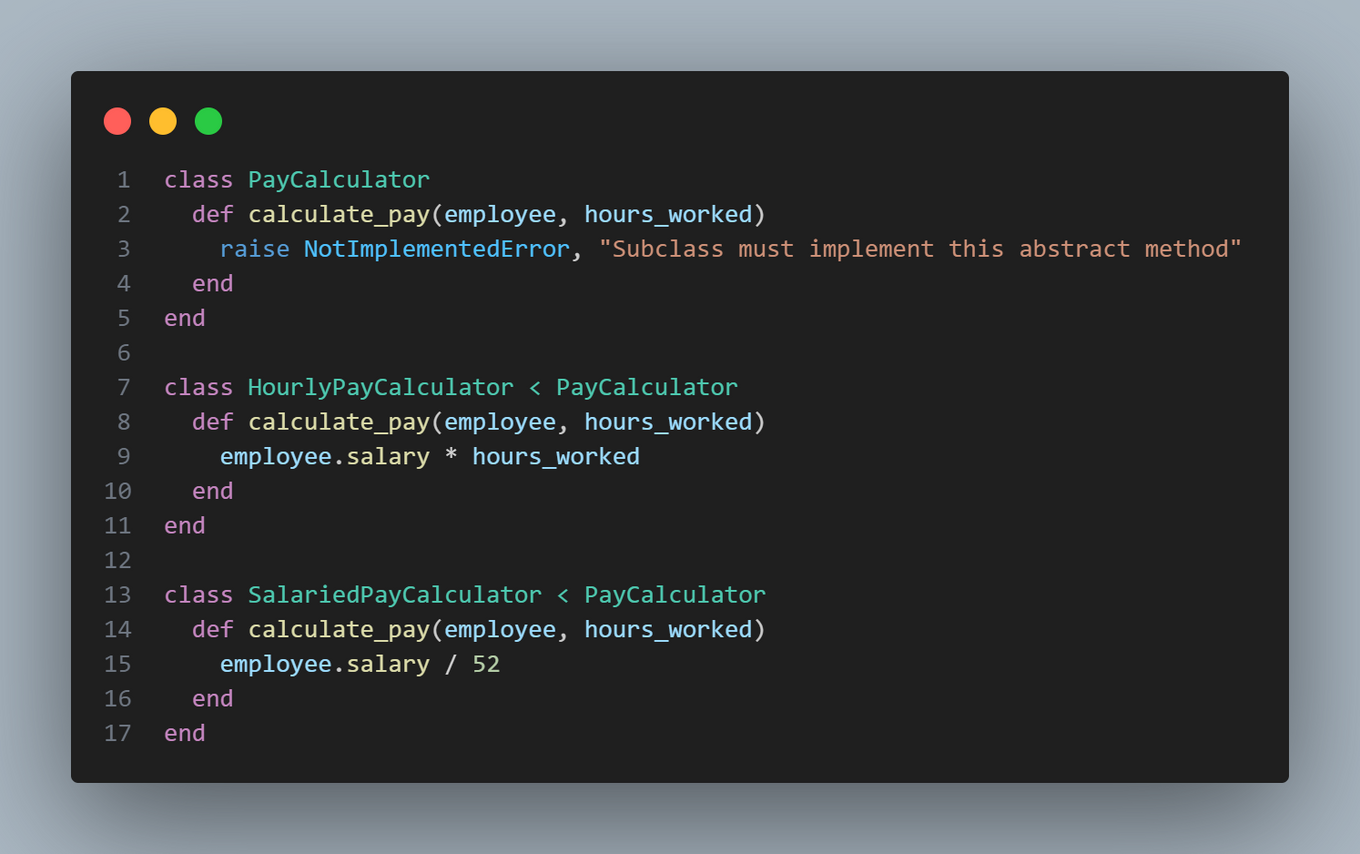 1 class PayCalculator
2   def calculate_pay(employee, hours_worked)
3     raise NotImplementedError, "Subclass must implement this abstract method"
4   end
5 end
6
7 class HourlyPayCalculator < PayCalculator
8   def calculate_pay(employee, hours_worked)
9     employee.salary * hours_worked
10   end
11 end
12
13 class SalariedPayCalculator < PayCalculator
14   def calculate_pay(employee, hours_worked)
15     employee.salary / 52
16   end
17 end